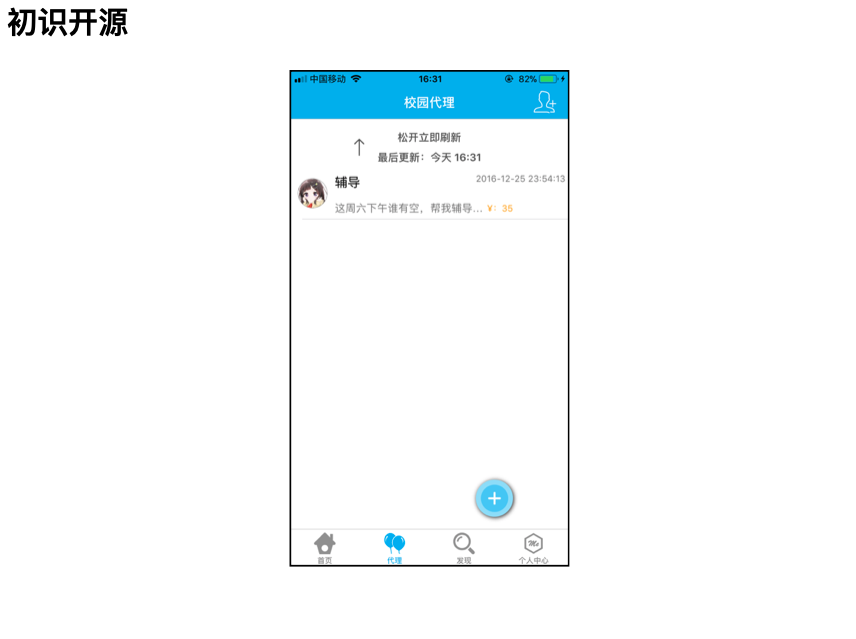 初识开源
中国移动 16:31 82%
校园代理
松开立即刷新
最后更新：今天 16:31
辅导 2016-12-25 23:54:13
这周六下午谁有空，帮我辅导... ¥：35
首页 代理 发现 个人中心